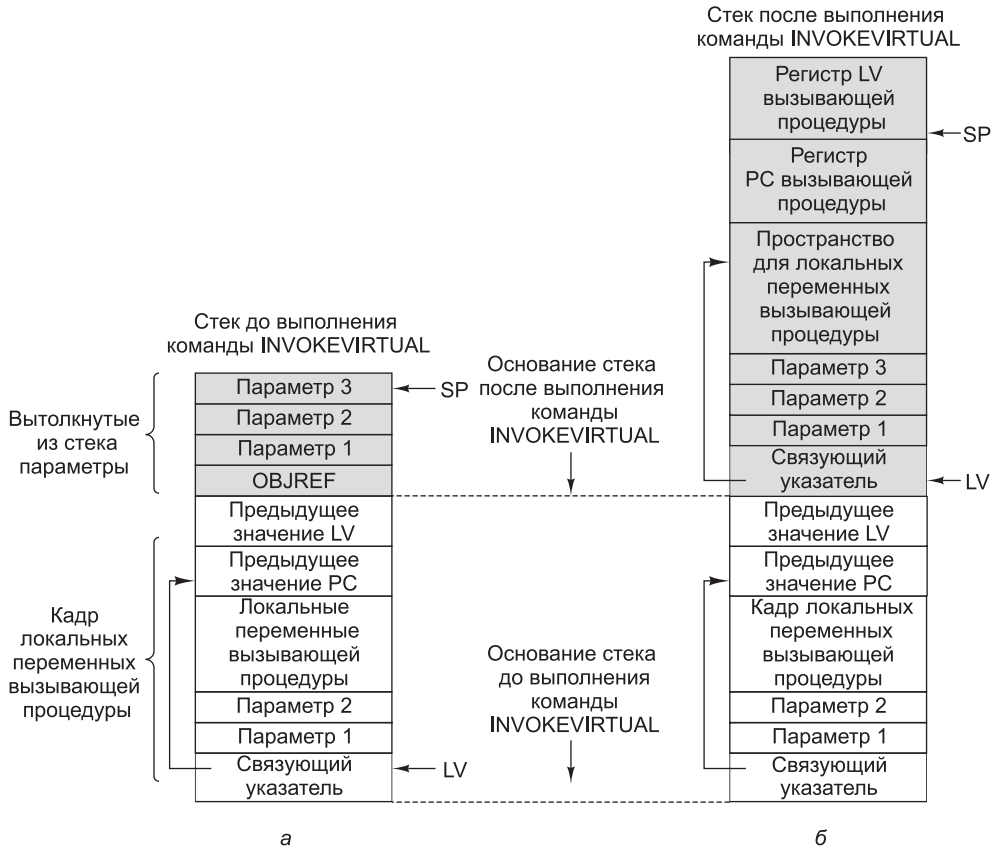 Стек после выполнения
команды INVOKEVIRTUAL
Регистр LV
вызывающей
процедуры
SP
Регистр
PC вызывающей
процедуры
Пространство
для локальных
переменных
вызывающей
процедуры
Параметр 3
Параметр 2
Параметр 1
Связующий
указатель
LV
Предыдущее
значение LV
Предыдущее
значение PC
Кадр локальных
переменных
вызывающей
процедуры
Параметр 2
Параметр 1
Связующий
указатель
б
Стек до выполнения
команды INVOKEVIRTUAL
Вытолкнутые
из стека
параметры
Параметр 3
SP
Параметр 2
Параметр 1
OBJREF
Основание стека
после выполнения
команды
INVOKEVIRTUAL
Предыдущее
значение LV
Предыдущее
значение PC
Кадр
локальных
переменных
вызывающей
процедуры
Локальные
переменные
вызывающей
процедуры
Параметр 2
Параметр 1
Связующий
указатель
LV
Основание стека
до выполнения
команды
INVOKEVIRTUAL
а